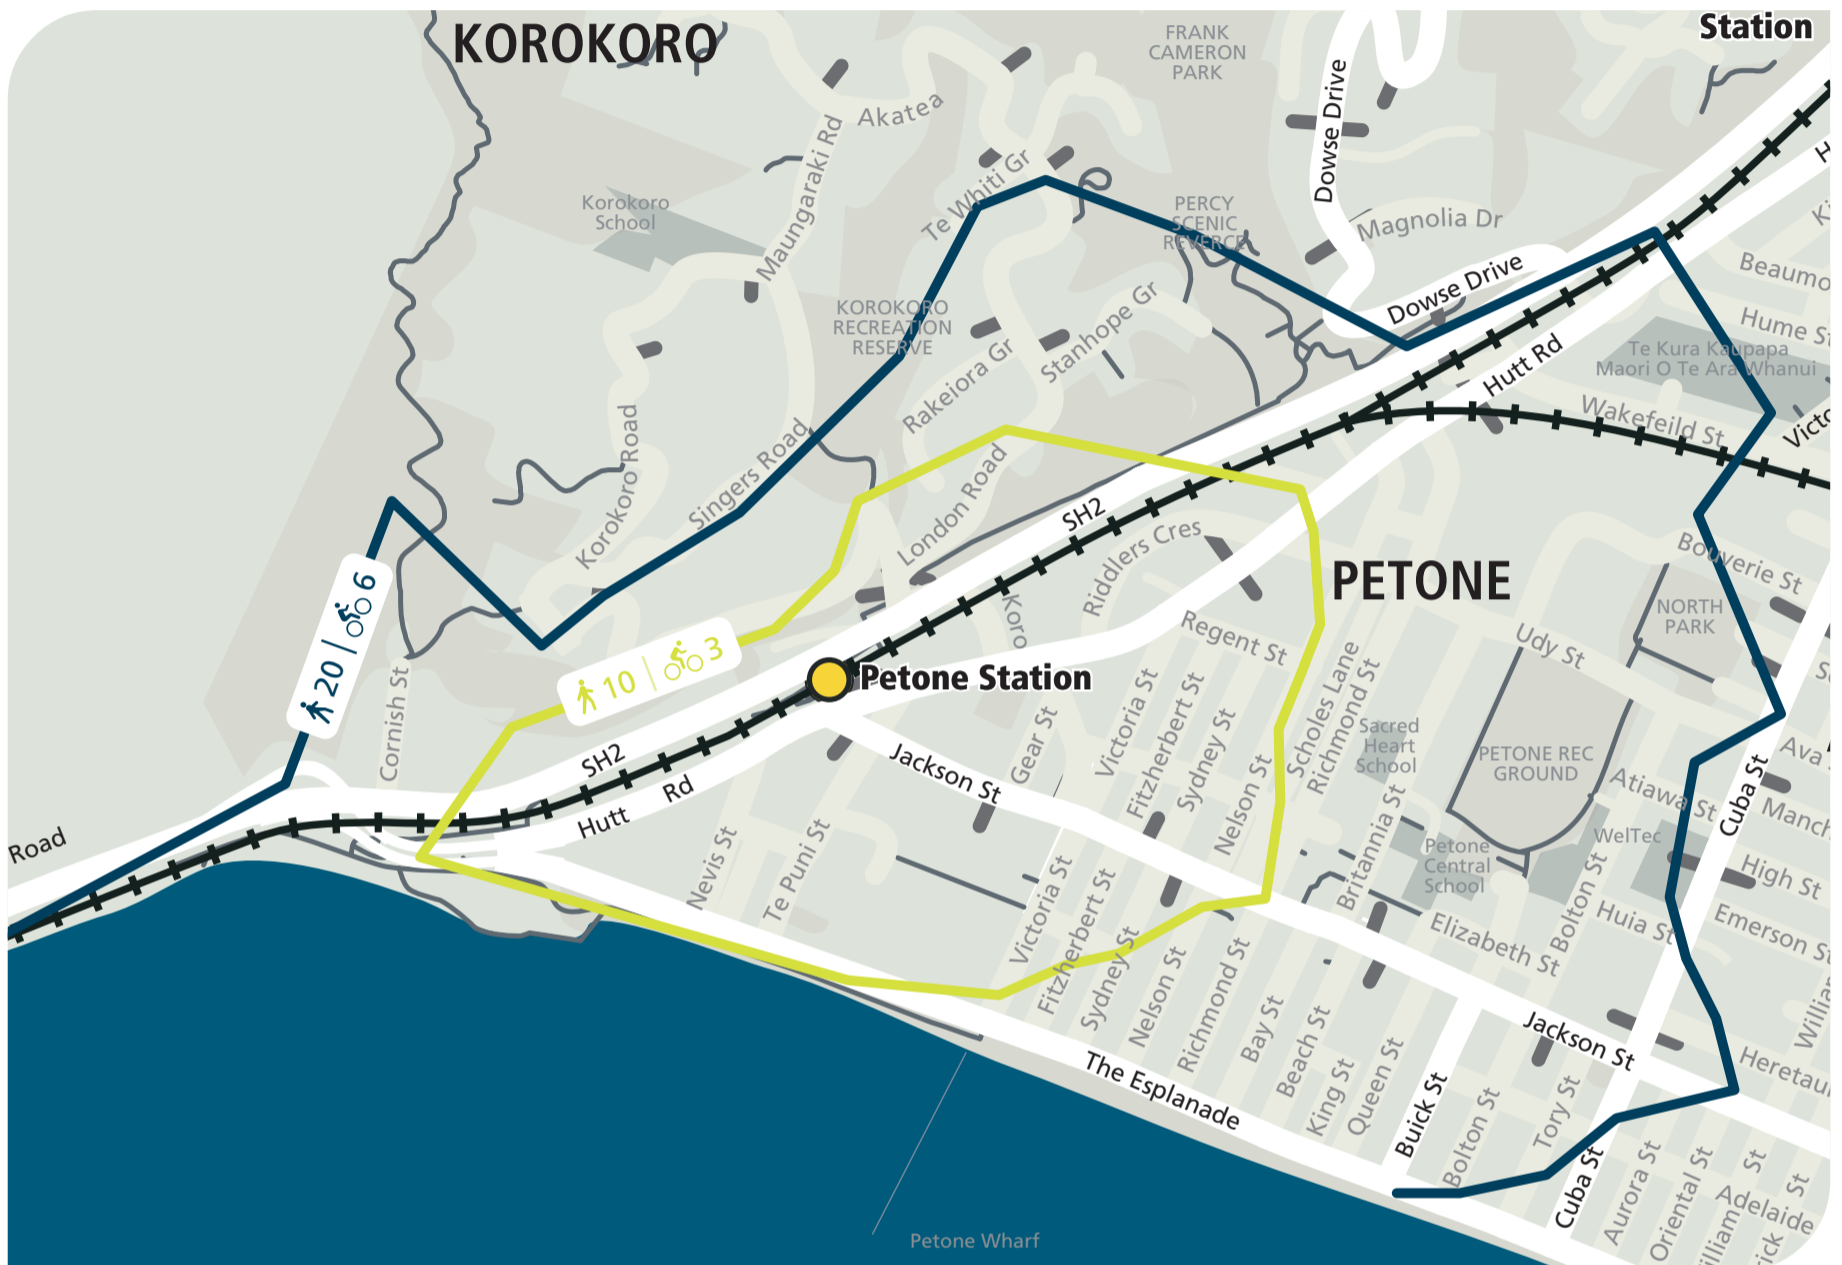 KOROKORO
FRANK
CAMERON
PARK
Station
Akatea
Dowse Drive
Maungaraki Rd
Te Whiti Gr
Korokoro
School
PERCY
SCENIC
REVERCE
Magnolia Dr
Dowse Drive
Beaumo
Hume St
KOROKORO
RECREATION
RESERVE
Stanhope Gr
Rakeiora Gr
Hutt Rd
Te Kura Kaupapa
Maori O Te Ara Whanui
Wakefeild St
Victo
Korokoro Road
Singers Road
London Road
SH2
Riddlers Cres
Koro
PETONE
Bouverie St
NORTH
PARK
Regent St
Udy St
20 | 6
10 | 3
Petone Station
Cornish St
SH2
Hutt Rd
Jackson St
Gear St
Victoria St
Fitzherbert St
Sydney St
Nelson St
Scholes Lane
Richmond St
Sacred
Heart
School
PETONE REC
GROUND
Ava
Atiawa St
Cuba St
Manch
Road
Nevis St
Te Puni St
Britannia St
Petone
Central
School
WelTec
High St
Bolton St
Huia St
Emerson St
Elizabeth St
Victoria St
Fitzherbert St
Sydney St
Nelson St
Richmond St
Bay St
Beach St
King St
Queen St
Jackson St
Heretau
The Esplanade
Buick St
Bolton St
Tory St
Cuba St
Aurora St
Oriental St
Adelaide
St
Petone Wharf